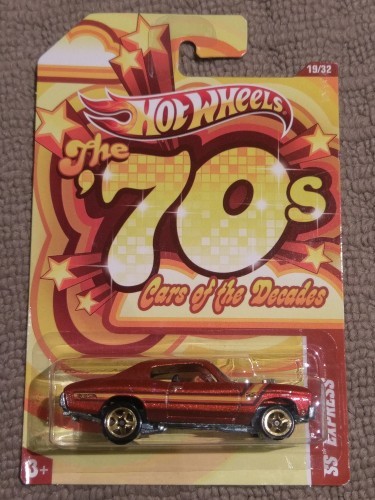 19/32
HOT WHEELS
The
'70s
Cars of the Decades
SS EXPRESS
3+